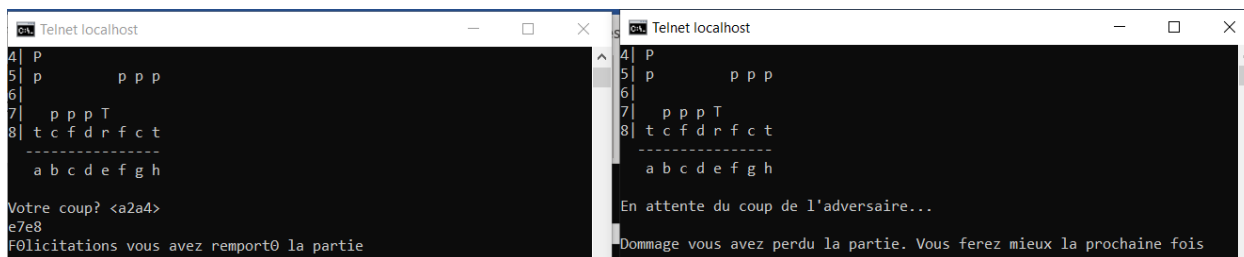 Telnet localhost
4| P
5| p ppp
6|
7| p p p T
8| t c f d r f c t
----------------
a b c d e f g h
Votre coup? <a2a4>
e7e8
F0licitations vous avez remport0 la partie
Telnet localhost
4| P
5| p p p p
6|
7| p p p T
8| t c f d r f c t
----------------
a b c d e f g h
En attente du coup de l'adversaire...
Dommage vous avez perdu la partie. Vous ferez mieux la prochaine fois